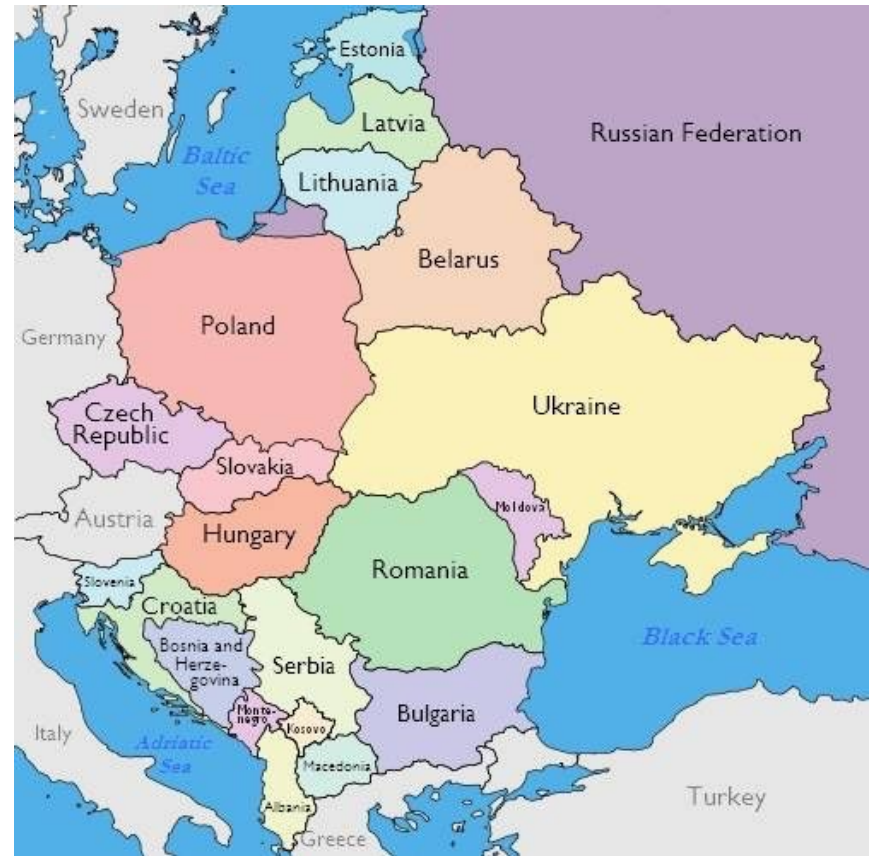 Estonia
Sweden
Latvia
Russian Federation
Baltic
Sea
Lithuania
Belarus
Poland
Germany
Ukraine
Czech
Republic
Slovakia
Moldova
Austria
Hungary
Romania
Slovenia
Croatia
Bosnia and
Herze-
govina
Serbia
Black Sea
Monte-
negro
Kosovo
Bulgaria
Italy
Adriatic
Sea
Macedonia
Turkey
Albania
Greece